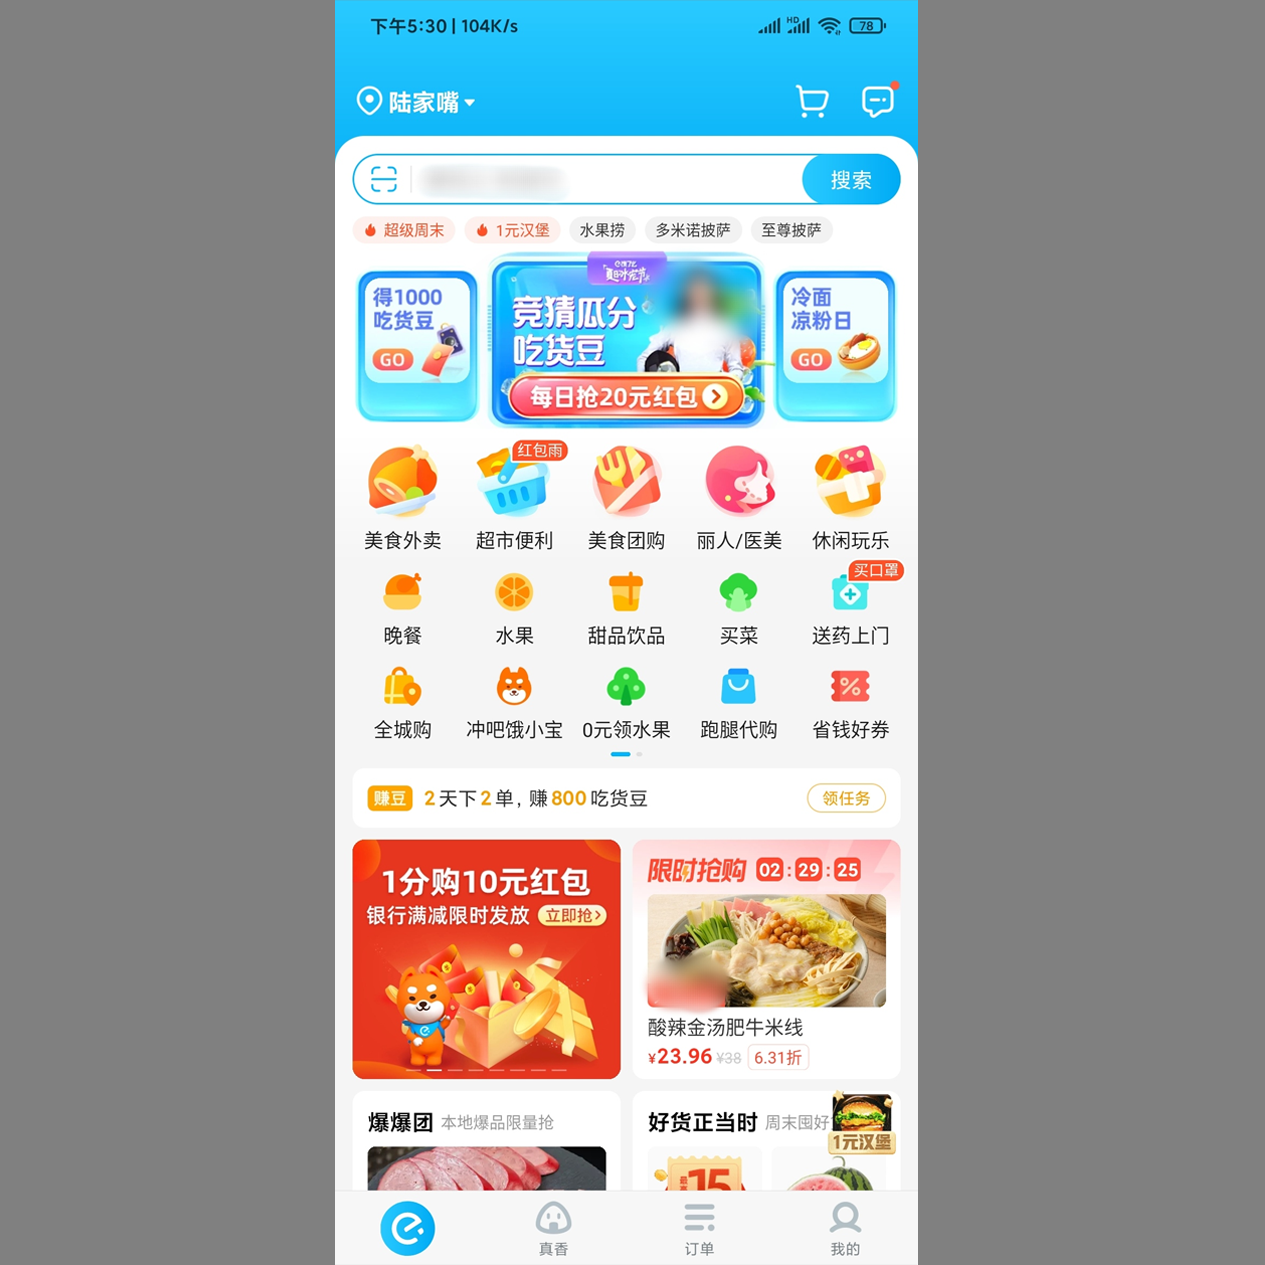 下午5:30 | 104K/s
HD
78
陆家嘴
搜索
超级周末
1元汉堡
水果捞
多米诺披萨
至尊披萨
得1000
吃货豆
GO
夏日冰宠节
竞猜瓜分
吃货豆
每日抢20元红包
冷面
凉粉日
GO
红包雨
美食外卖
超市便利
美食团购
丽人/医美
休闲玩乐
买口罩
晚餐
水果
甜品饮品
买菜
送药上门
全城购
冲吧饿小宝
0元领水果
跑腿代购
省钱好券
赚豆 2天下2单，赚800吃货豆
领任务
1分购10元红包
银行满减限时发放 立即抢
限时抢购 02:29:25
酸辣金汤肥牛米线
¥23.96 ¥38 6.31折
爆爆团 本地爆品限量抢
好货正当时 周末囤好
1元汉堡
15
真香
订单
我的